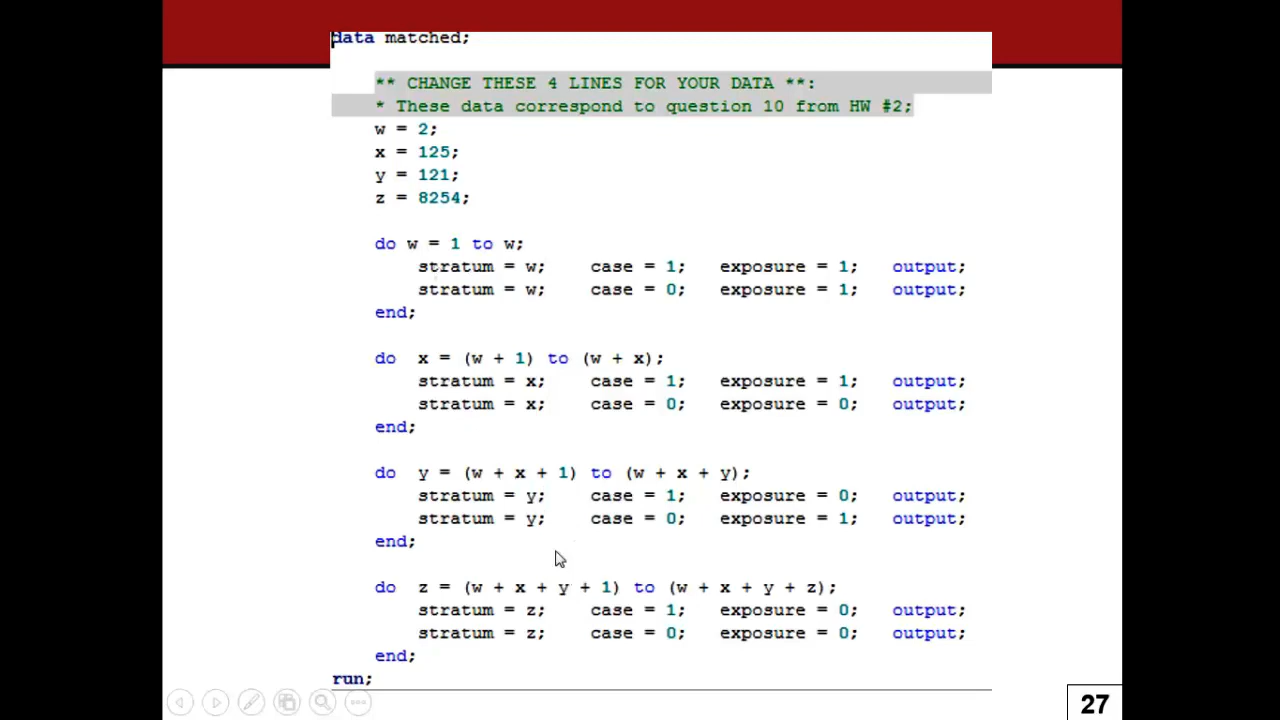 data matched;
** CHANGE THESE 4 LINES FOR YOUR DATA **:
* These data correspond to question 10 from HW #2;
w = 2;
x = 125;
y = 121;
z = 8254;
do w = 1 to w;
stratum = w; case = 1; exposure = 1; output;
stratum = w; case = 0; exposure = 1; output;
end;
do x = (w + 1) to (w + x);
stratum = x; case = 1; exposure = 1; output;
stratum = x; case = 0; exposure = 0; output;
end;
do y = (w + x + 1) to (w + x + y);
stratum = y; case = 1; exposure = 0; output;
stratum = y; case = 0; exposure = 1; output;
end;
do z = (w + x + y + 1) to (w + x + y + z);
stratum = z; case = 1; exposure = 0; output;
stratum = z; case = 0; exposure = 0; output;
end;
run;
27